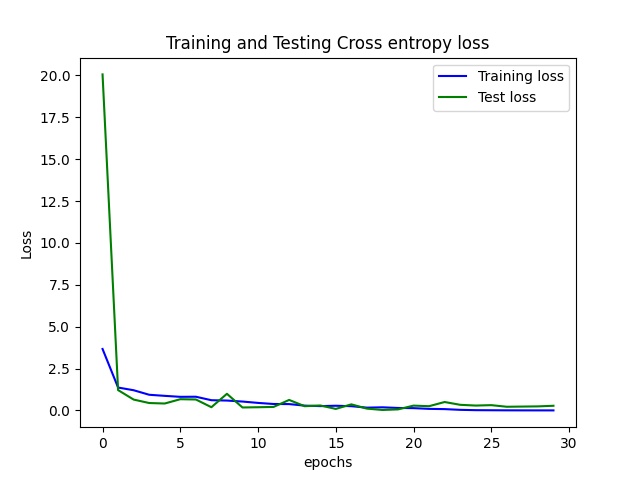 Training and Testing Cross entropy loss
Training loss
Test loss
20.0
17.5
15.0
12.5
10.0
7.5
5.0
2.5
0.0
Loss
0 5 10 15 20 25 30
epochs